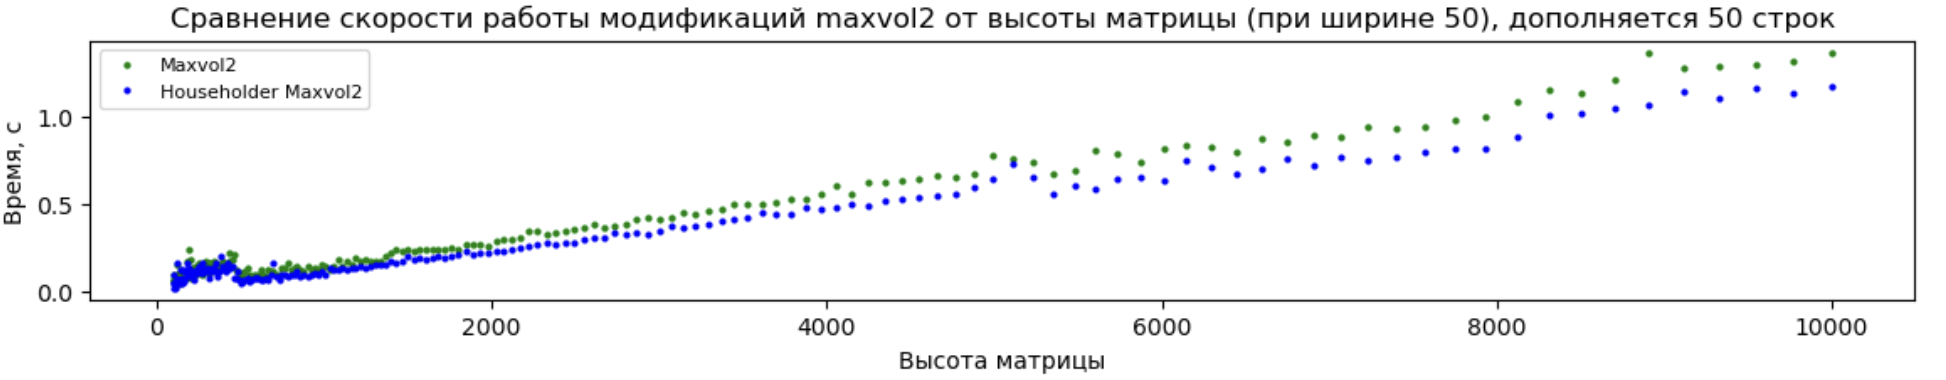 Сравнение скорости работы модификаций maxvol2 от высоты матрицы (при ширине 50), дополняется 50 строк
Maxvol2
Householder Maxvol2
Время, с
1.0
0.5
0.0
0 2000 4000 6000 8000 10000
Высота матрицы